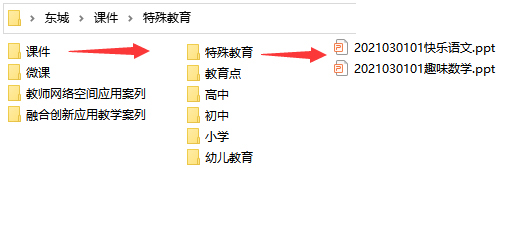 东城 > 课件 > 特殊教育
课件
微课
教师网络空间应用案列
融合创新应用教学案列
特殊教育
教育点
高中
初中
小学
幼儿教育
2021030101快乐语文.ppt
2021030101趣味数学.ppt